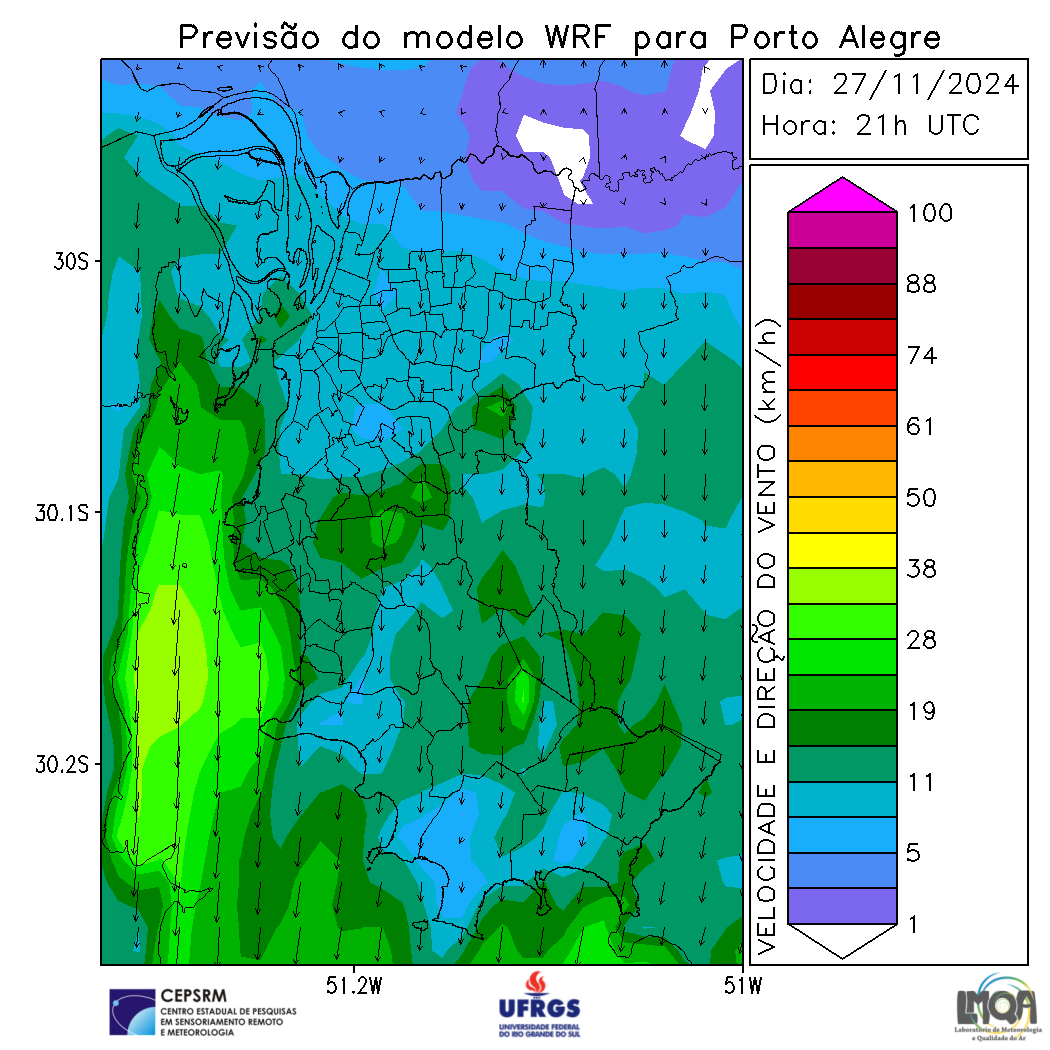 Previsão do modelo WRF para Porto Alegre
Dia: 27/11/2024
Hora: 21h UTC
30S
30.1S
30.2S
51.2W
51W
VELOCIDADE E DIREÇÃO DO VENTO (km/h)
100
88
74
61
50
38
28
19
11
5
1
CEPSRM
CENTRO ESTADUAL DE PESQUISAS
EM SENSORIAMENTO REMOTO
E METEOROLOGIA
UFRGS
UNIVERSIDADE FEDERAL
DO RIO GRANDE DO SUL
LMQA
Laboratório de Meteorologia
e Qualidade do Ar